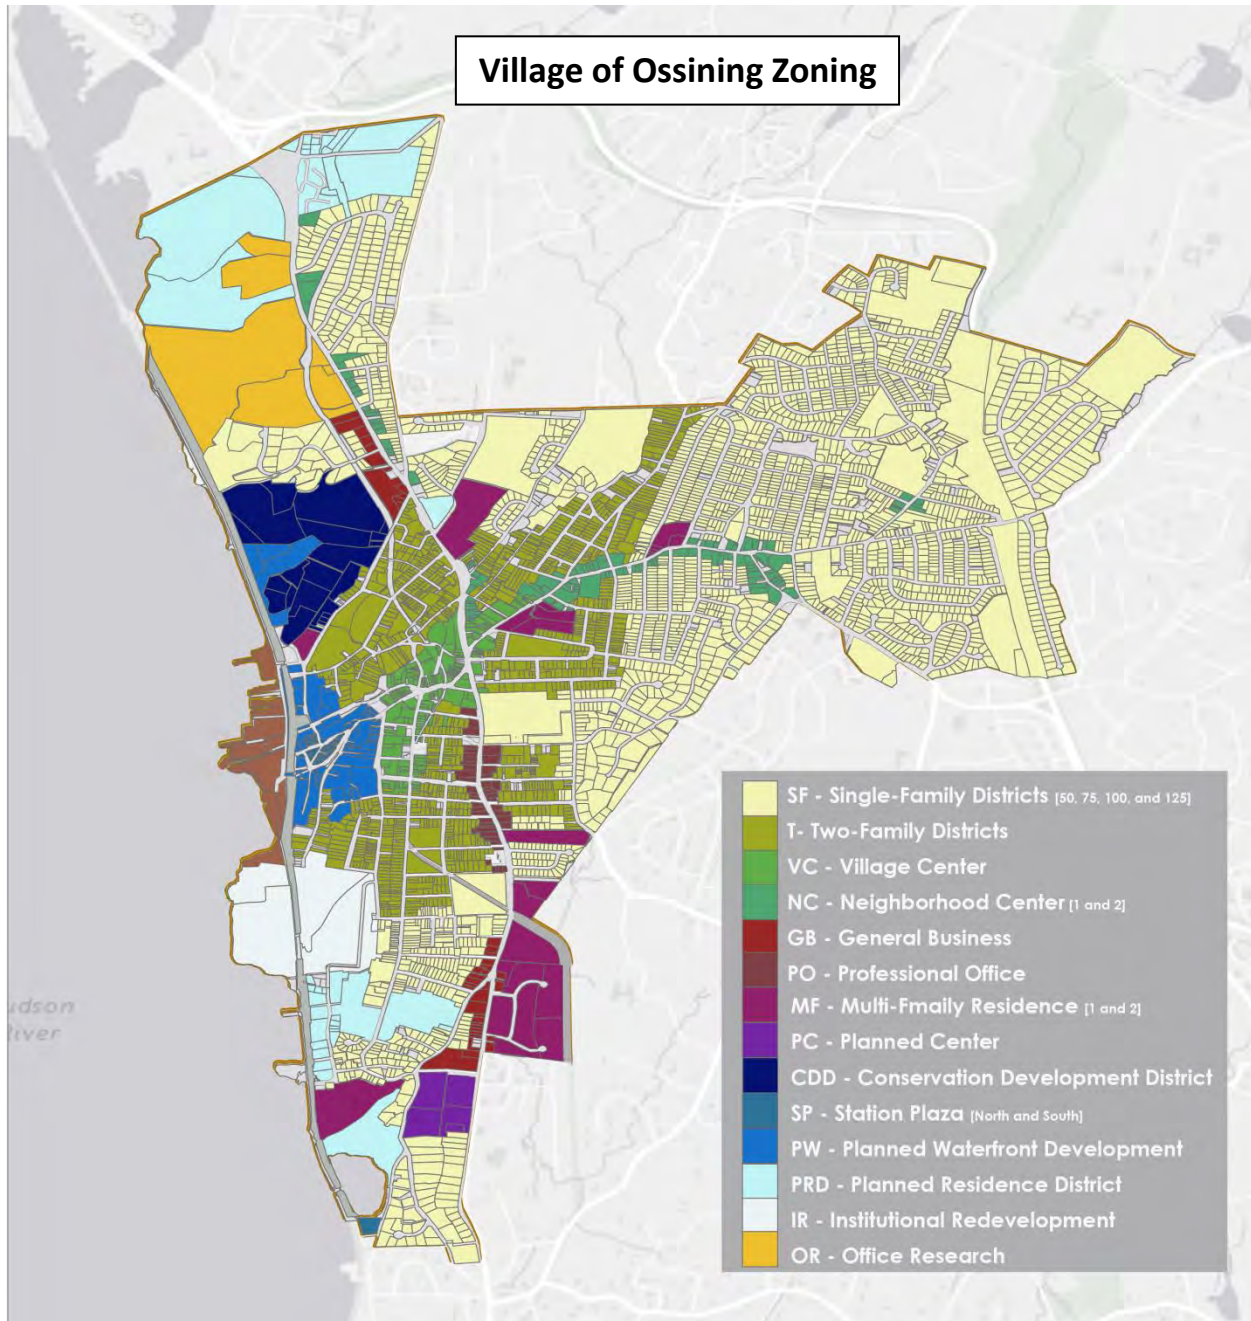 Village of Ossining Zoning
udson
River
SF - Single-Family Districts [50, 75, 100, and 125]
T- Two-Family Districts
VC - Village Center
NC - Neighborhood Center [1 and 2]
GB - General Business
PO - Professional Office
MF - Multi-Fmaily Residence [1 and 2]
PC - Planned Center
CDD - Conservation Development District
SP - Station Plaza [North and South]
PW - Planned Waterfront Development
PRD - Planned Residence District
IR - Institutional Redevelopment
OR - Office Research